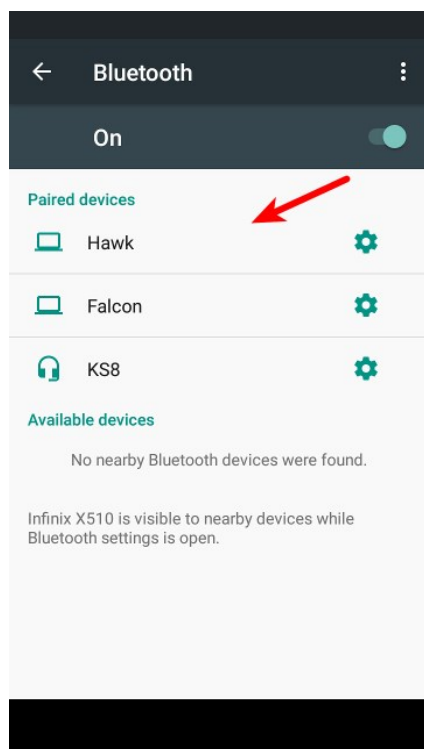 Bluetooth
On
Paired devices
Hawk
Falcon
KS8
Available devices
No nearby Bluetooth devices were found.
Infinix X510 is visible to nearby devices while
Bluetooth settings is open.